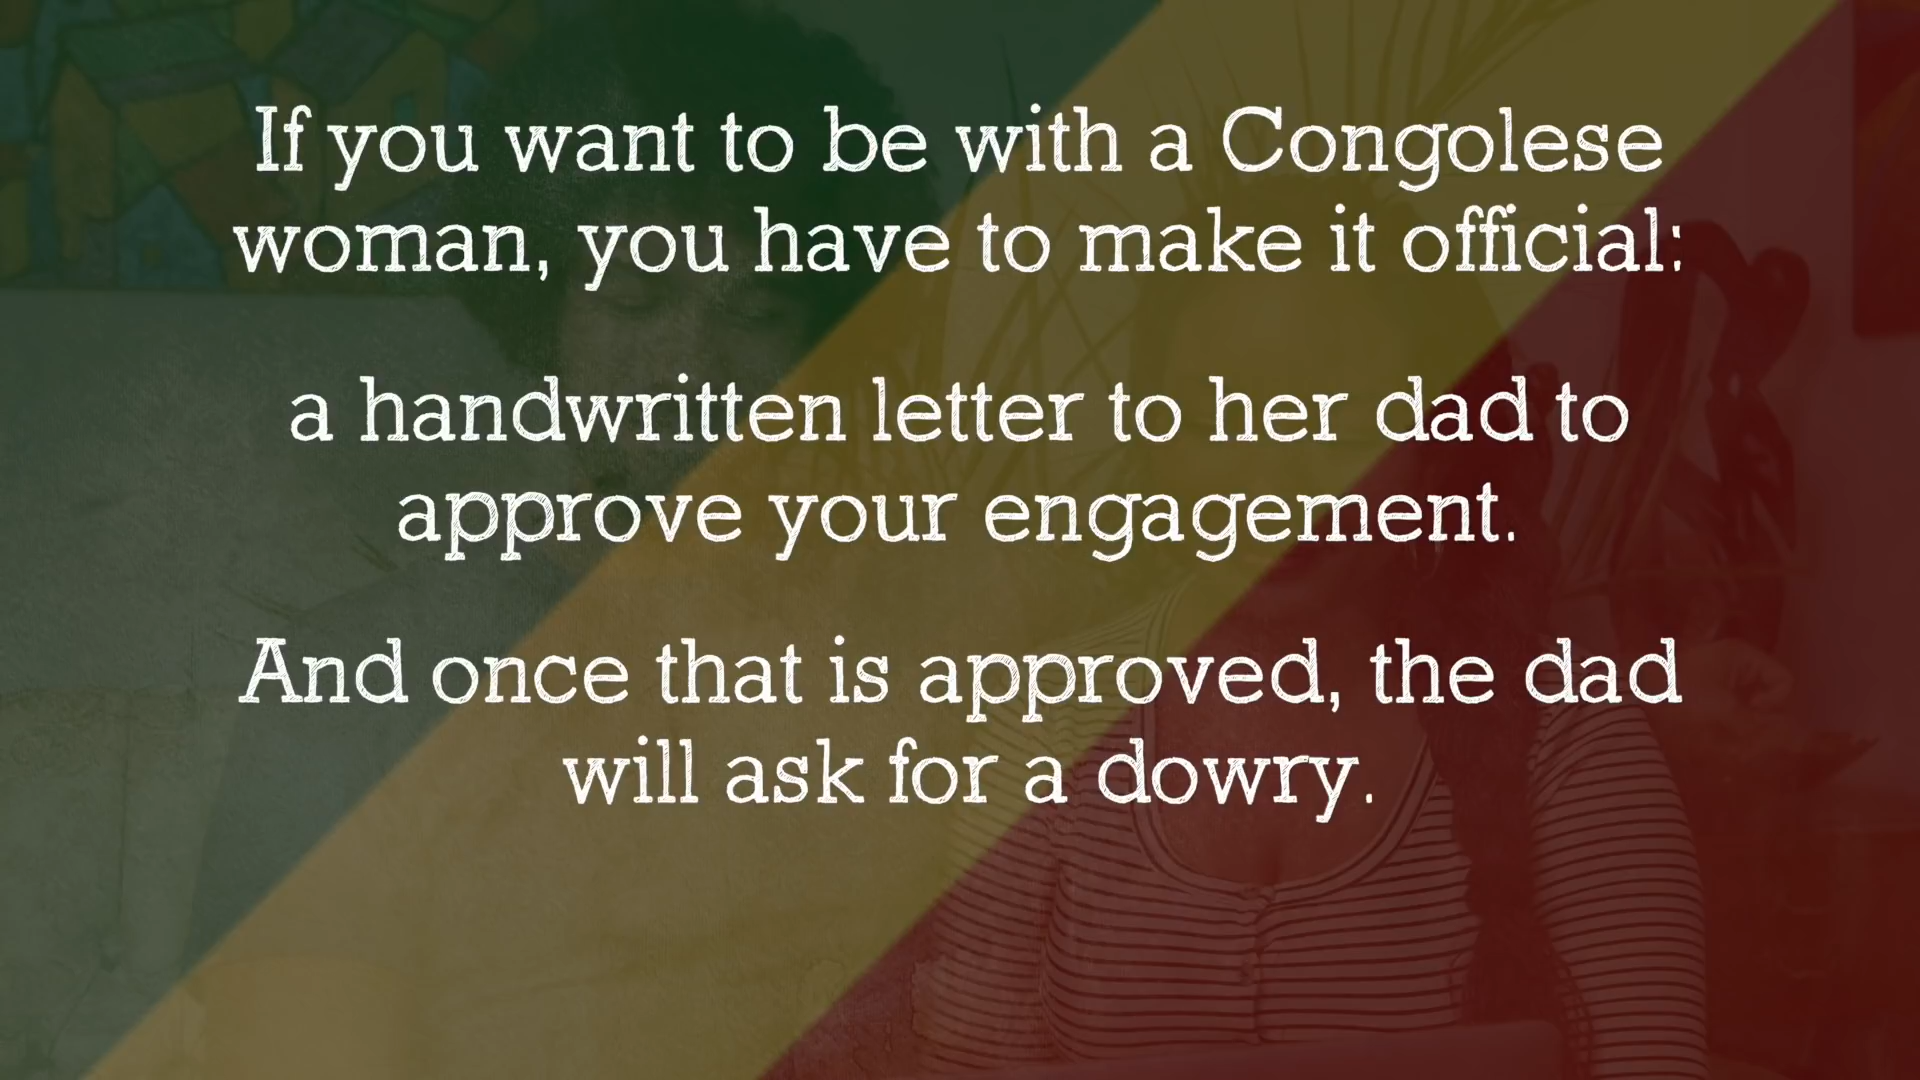 If you want to be with a Congolese
woman, you have to make it official:
a handwritten letter to her dad to
approve your engagement.
And once that is approved, the dad
will ask for a dowry.